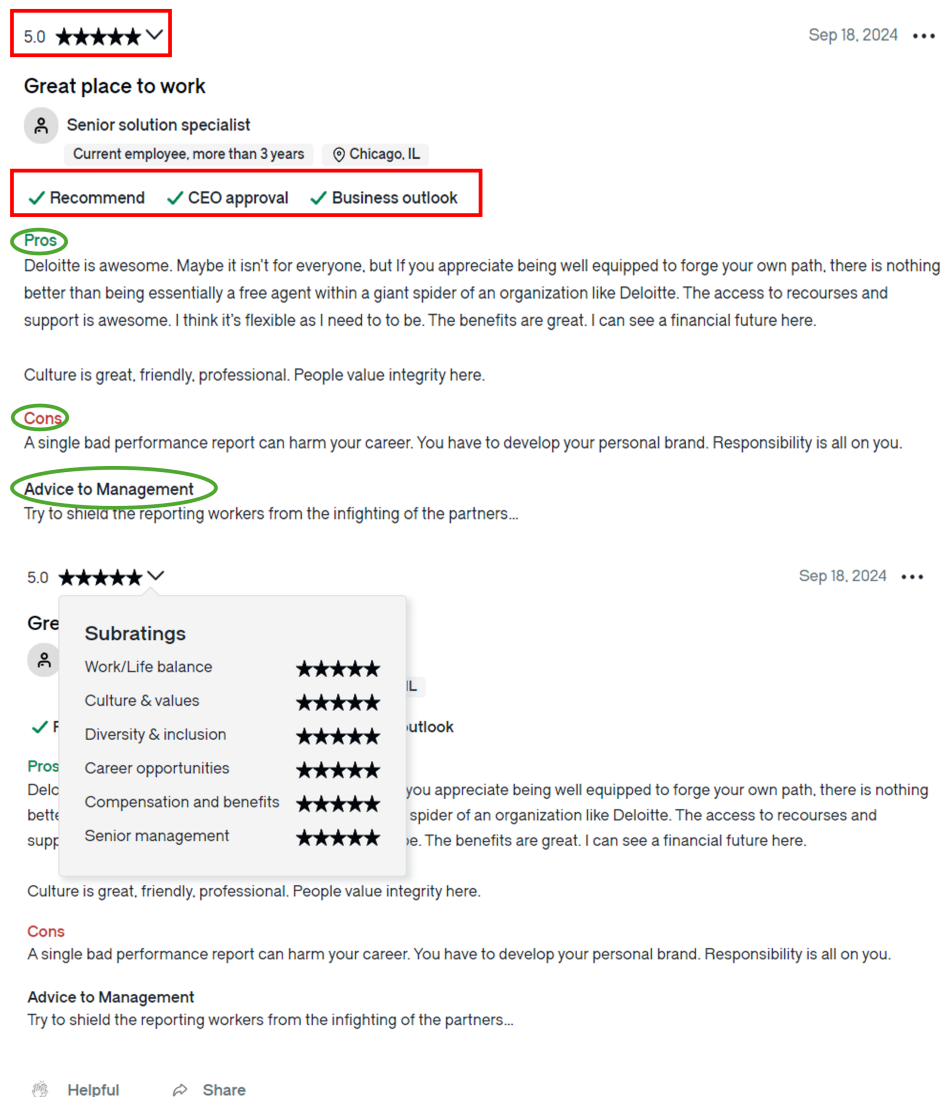 5.0 ★★★★★
Sep 18, 2024 •••
Great place to work
Senior solution specialist
Current employee, more than 3 years Chicago, IL
Recommend CEO approval Business outlook
Pros
Deloitte is awesome. Maybe it isn't for everyone, but If you appreciate being well equipped to forge your own path, there is nothing
better than being essentially a free agent within a giant spider of an organization like Deloitte. The access to recourses and
support is awesome. I think it's flexible as I need to to be. The benefits are great. I can see a financial future here.
Culture is great, friendly, professional. People value integrity here.
Cons
A single bad performance report can harm your career. You have to develop your personal brand. Responsibility is all on you.
Advice to Management
Try to shield the reporting workers from the infighting of the partners...
5.0 ★★★★★
Sep 18, 2024 •••
Gre
Subratings
Work/Life balance ★★★★★
IL
Culture & values ★★★★★
utlook
Diversity & inclusion ★★★★★
Career opportunities ★★★★★
Compensation and benefits ★★★★★
Senior management ★★★★★
Pros
Delo you appreciate being well equipped to forge your own path, there is nothing
bette spider of an organization like Deloitte. The access to recourses and
supp e. The benefits are great. I can see a financial future here.
Culture is great, friendly, professional. People value integrity here.
Cons
A single bad performance report can harm your career. You have to develop your personal brand. Responsibility is all on you.
Advice to Management
Try to shield the reporting workers from the infighting of the partners...
Helpful Share